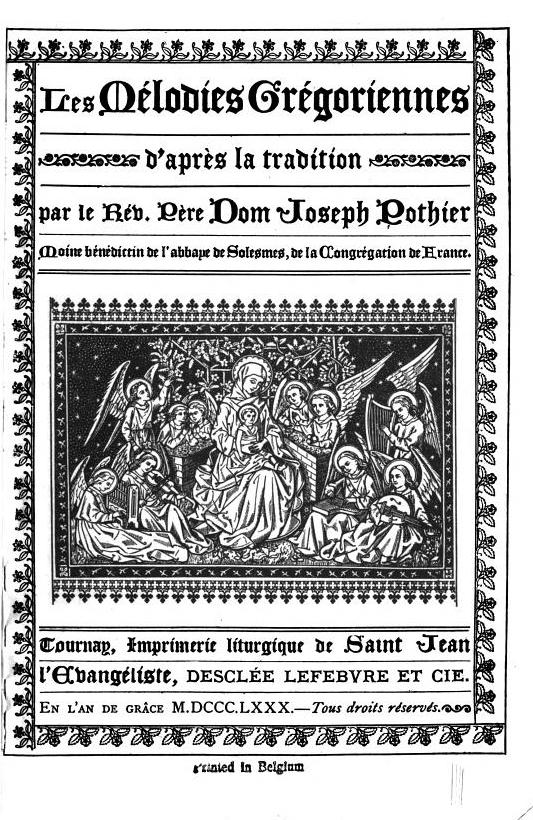 Les Mélodies Grégoriennes
d'après la tradition
par le Rév. Père Dom Joseph Pothier
Moine bénédictin de l'abbaye de Solesmes, de la Congrégation de France.
Tournay, Imprimerie liturgique de Saint Jean
l'Evangéliste, DESCLÉE LEFEBVRE ET CIE.
EN L'AN DE GRÂCE M.DCCC.LXXX.—Tous droits réservés.
Printed in Belgium